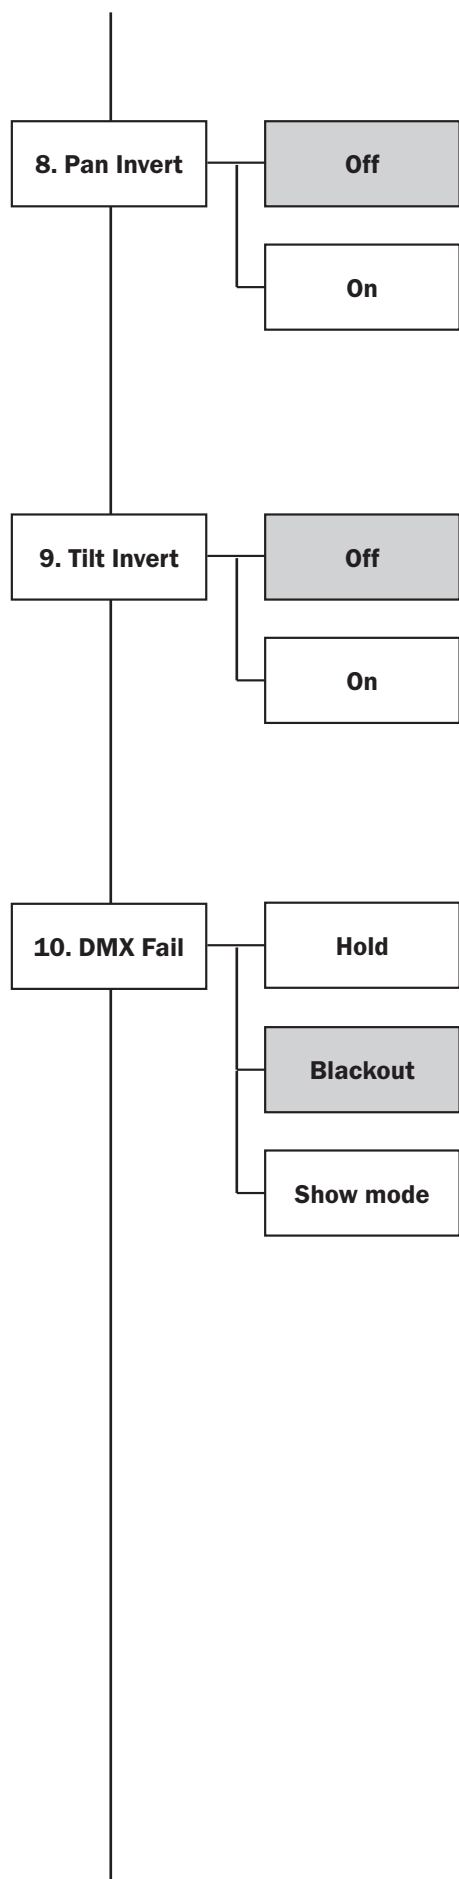 8. Pan Invert
Off
On
9. Tilt Invert
Off
On
10. DMX Fail
Hold
Blackout
Show mode